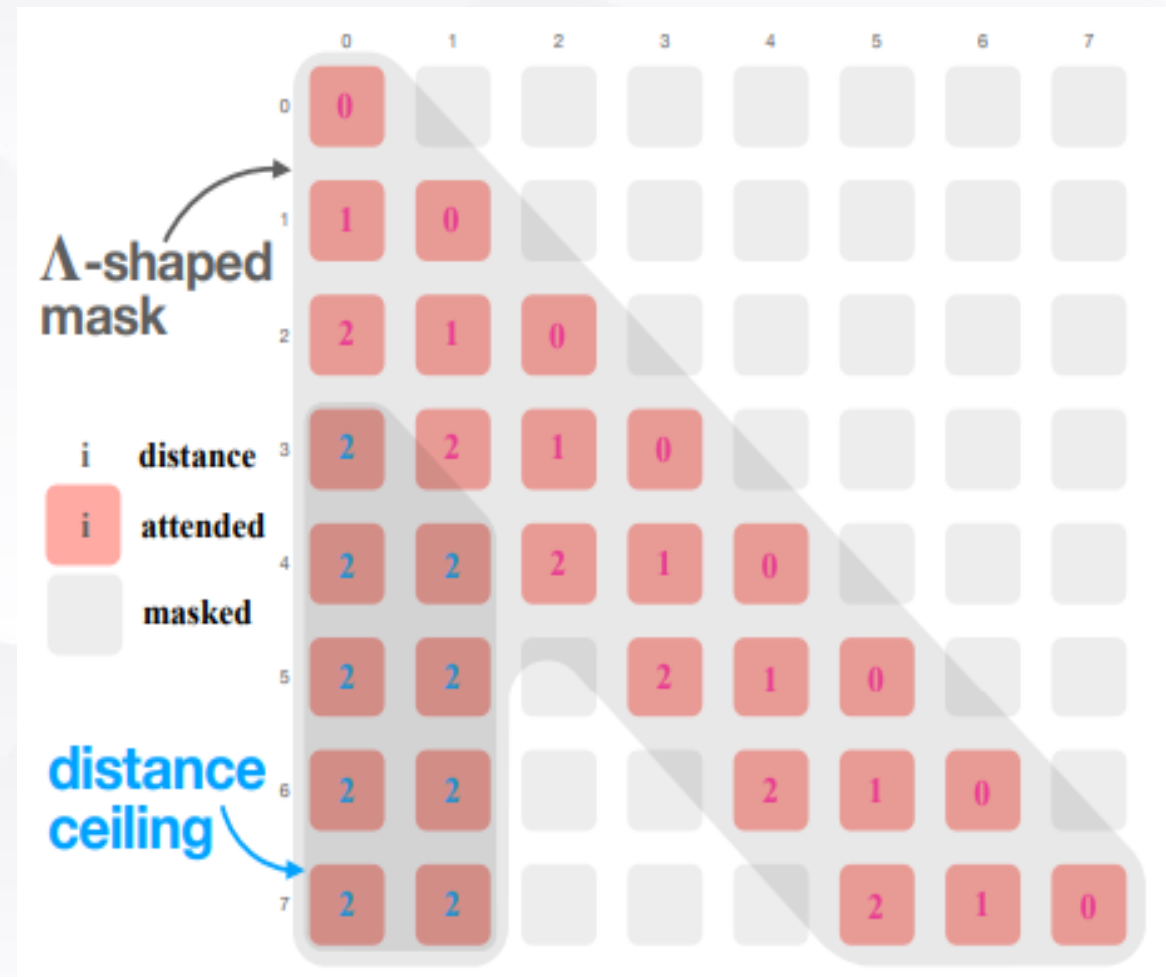 0 1 2 3 4 5 6 7
0 0
1 1 0
Λ-shaped
mask
2 2 1 0
3 2 2 1 0
i distance
i attended
masked
4 2 2 2 1 0
5 2 2 2 1 0
distance
ceiling
6 2 2 2 1 0
7 2 2 2 1 0